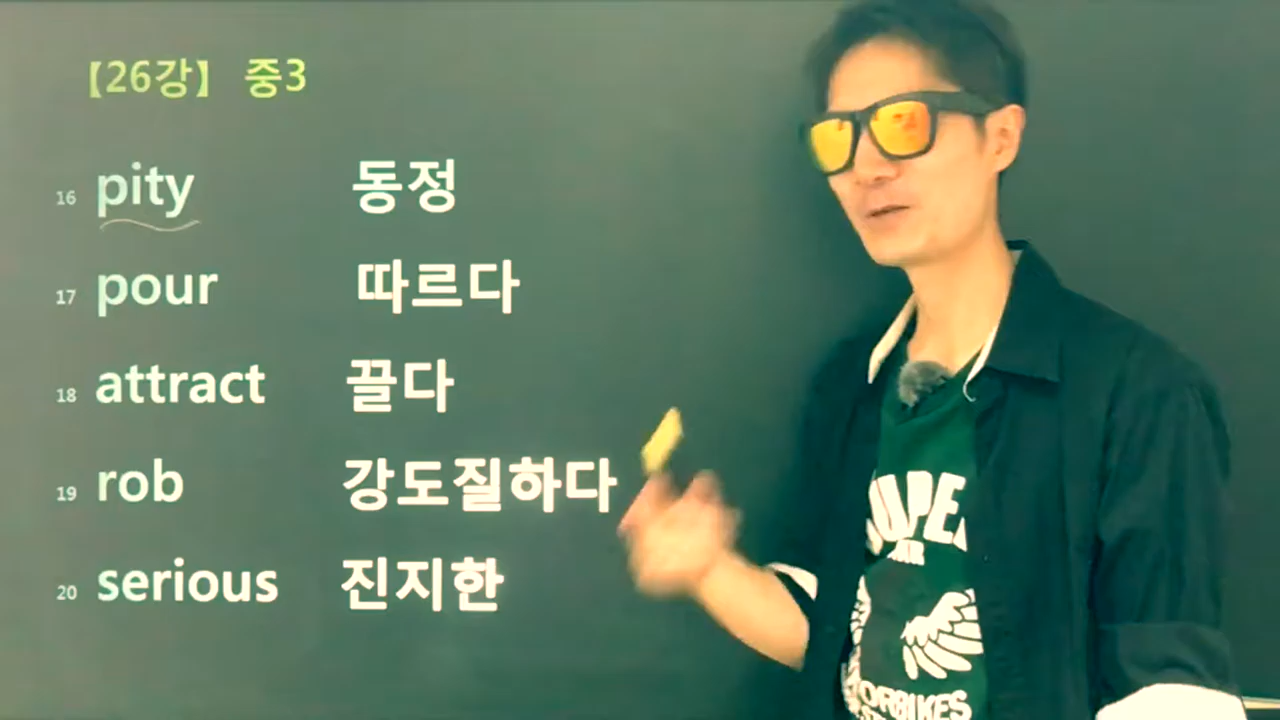 【26강】 중3
16 pity 동정
17 pour 따르다
18 attract 끌다
19 rob 강도질하다
20 serious 진지한